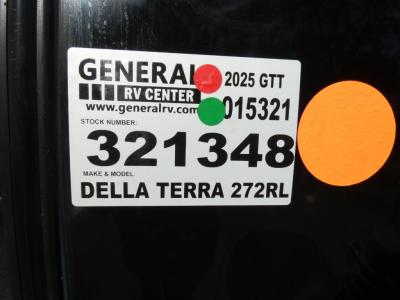 GENERAL 2025 GTT
RV CENTER
www.generalrv.com 015321
STOCK NUMBER:
321348
MAKE & MODEL:
DELLA TERRA 272RL